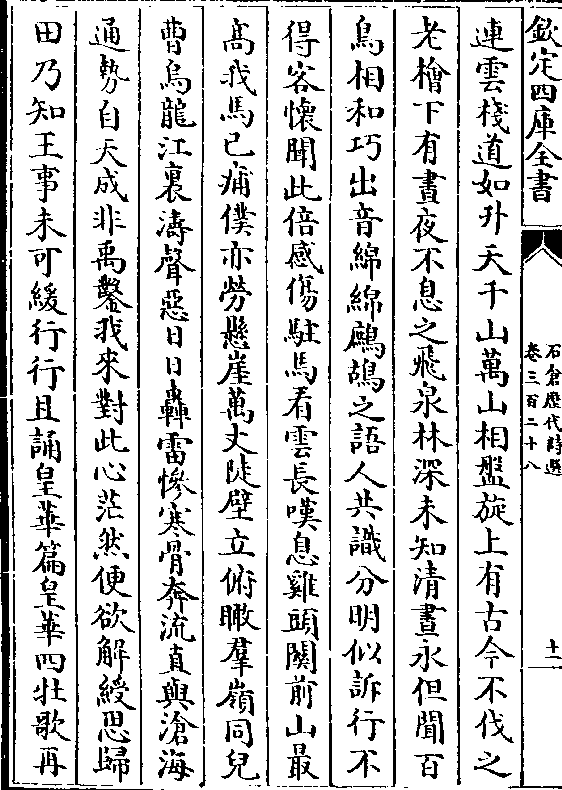 欽定四庫全書
石倉歷代詩選
卷三百二十八
十一
連雲棧道如升天千山萬山相盤旋上有古今不伐之
老檜下有晝夜不息之飛泉林深未知清晝永但聞百
鳥相和巧出音綿綿鷓鴣之語人共識分明似訴行不
得客懷聞此倍感傷駐馬看雲長嘆息雞頭關前山最
高我馬已痡僕亦勞懸崖萬丈陡壁立俯瞰羣嶺同兒
曹烏龍江裏濤聲惡日日轟雷慘寒骨奔流直與滄海
通勢自天成非禹鑿我來對此心茫然便欲解綬思歸
田乃知王事未可緩行行且誦皇華篇皇華四牡歌再